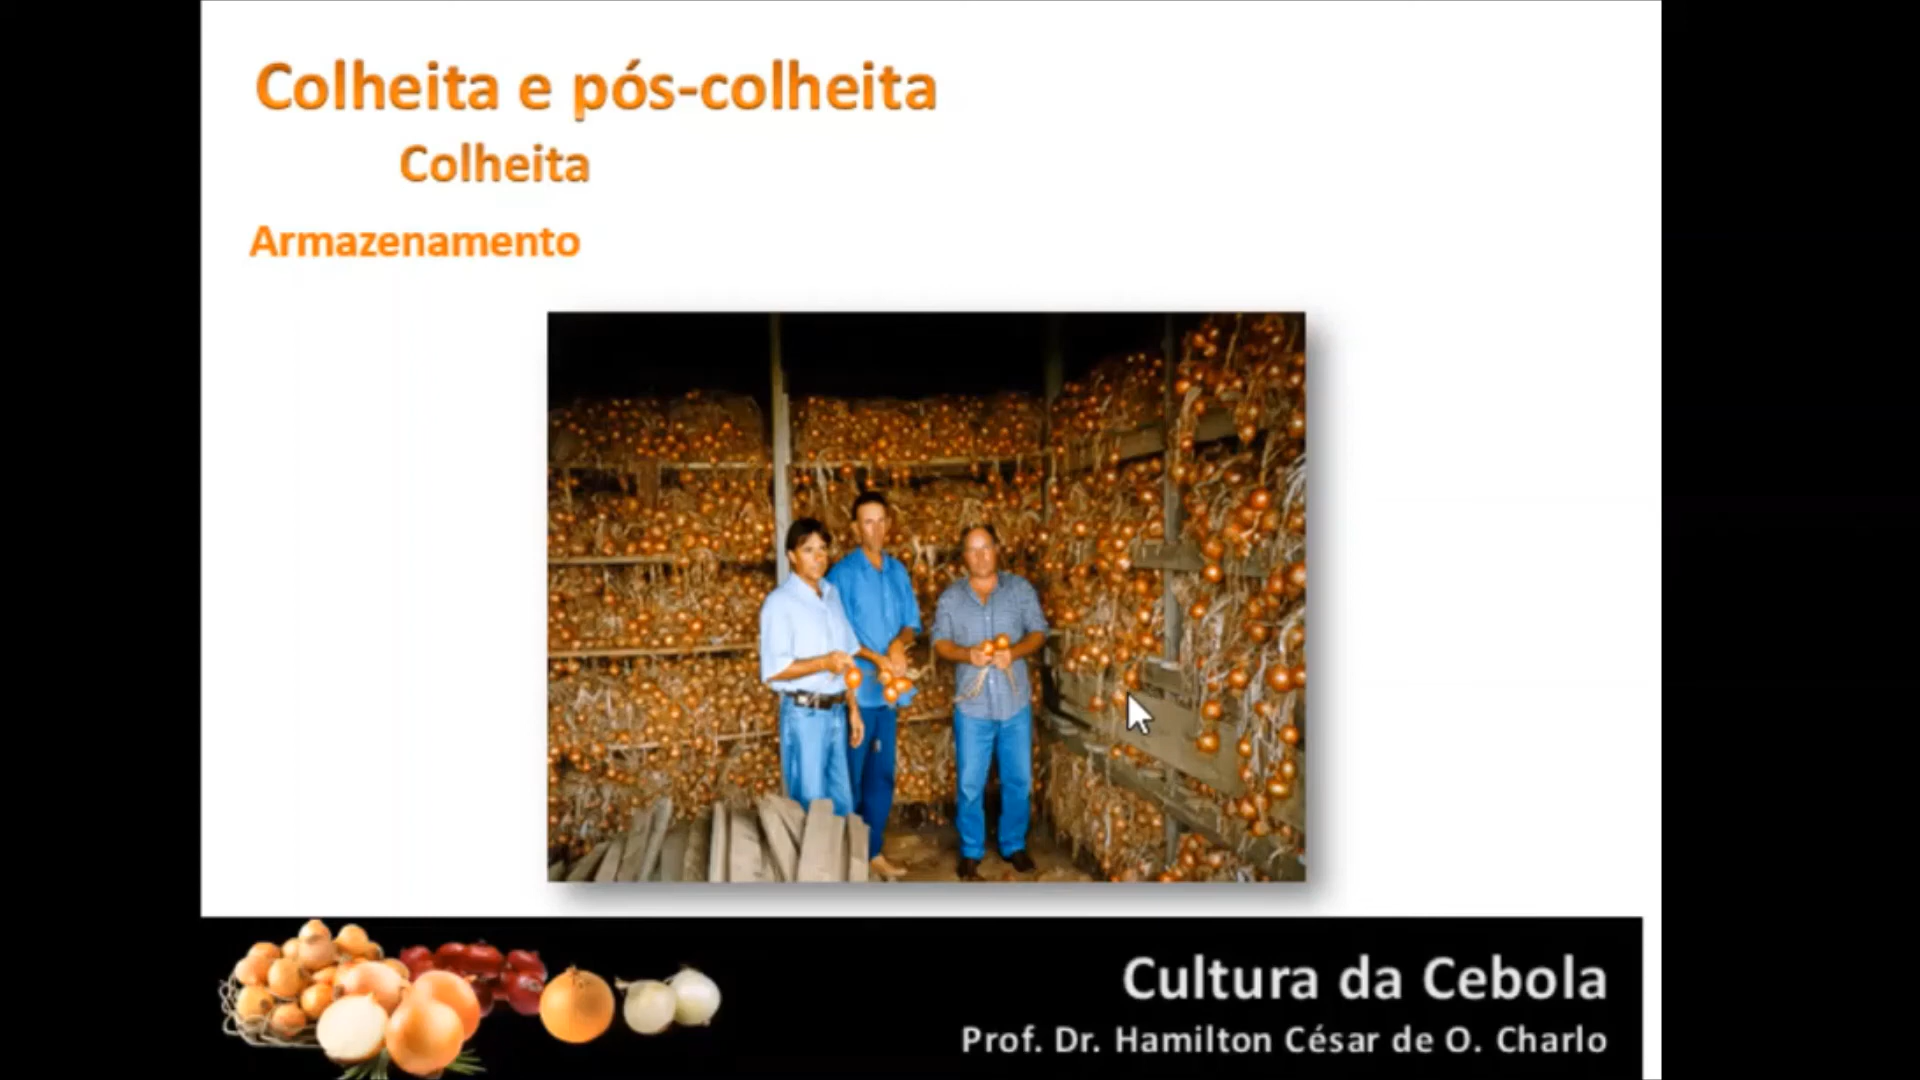 Colheita e pós-colheita
Colheita
Armazenamento
Cultura da Cebola
Prof. Dr. Hamilton César de O. Charlo